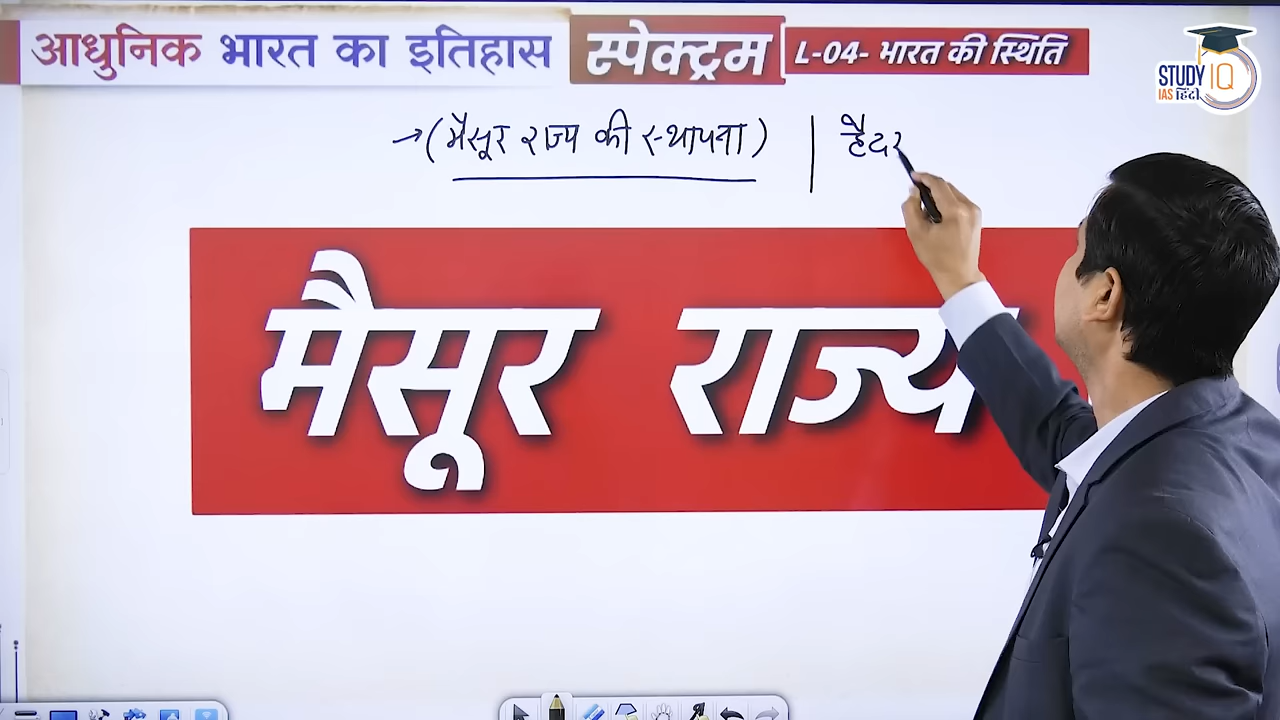 आधुनिक भारत का इतिहास स्पेक्ट्रम L-04- भारत की स्थिति
STUDY IQ
IAS हिंदी
→(मैसूर राज्य की स्थापना) | हैदर
मैसूर राज्य